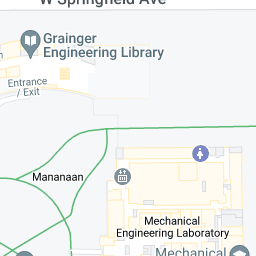 W Springfield Ave
Grainger
Engineering Library
Entrance
/ Exit
Mananaan
Mechanical
Engineering Laboratory
Mechanical